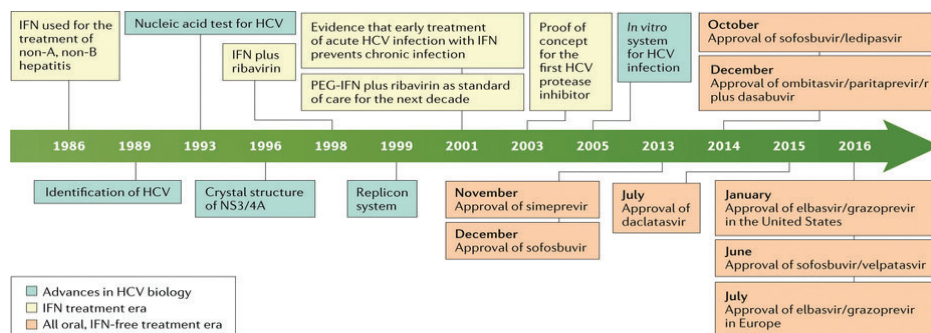 IFN used for the
treatment of
non-A, non-B
hepatitis
Nucleic acid test for HCV
IFN plus
ribavirin
Evidence that early treatment
of acute HCV infection with IFN
prevents chronic infection
PEG-IFN plus ribavirin as standard
of care for the next decade
Proof of
concept
for the
first HCV
protease
inhibitor
In vitro
system
for HCV
infection
October
Approval of sofosbuvir/ledipasvir
December
Approval of ombitasvir/paritaprevir/r
plus dasabuvir
1986 1989 1993 1996 1998 1999 2001 2003 2005 2013 2014 2015 2016
Identification of HCV
Crystal structure
of NS3/4A
Replicon
system
November
Approval of simeprevir
December
Approval of sofosbuvir
July
Approval of
daclatasvir
January
Approval of elbasvir/grazoprevir
in the United States
June
Approval of sofosbuvir/velpatasvir
July
Approval of elbasvir/grazoprevir
in Europe
Advances in HCV biology
IFN treatment era
All oral, IFN-free treatment era